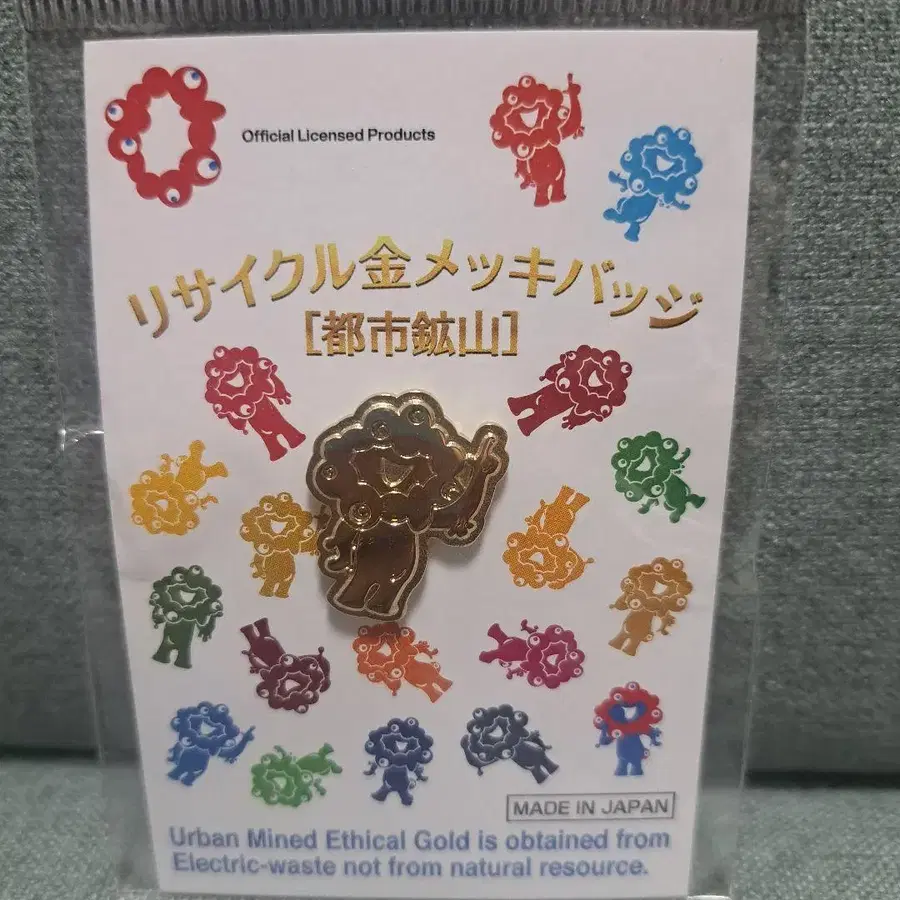 Official Licensed Products
リサイクル金メッキバッジ
[都市鉱山]
MADE IN JAPAN
Urban Mined Ethical Gold is obtained from
Electric-waste not from natural resource.